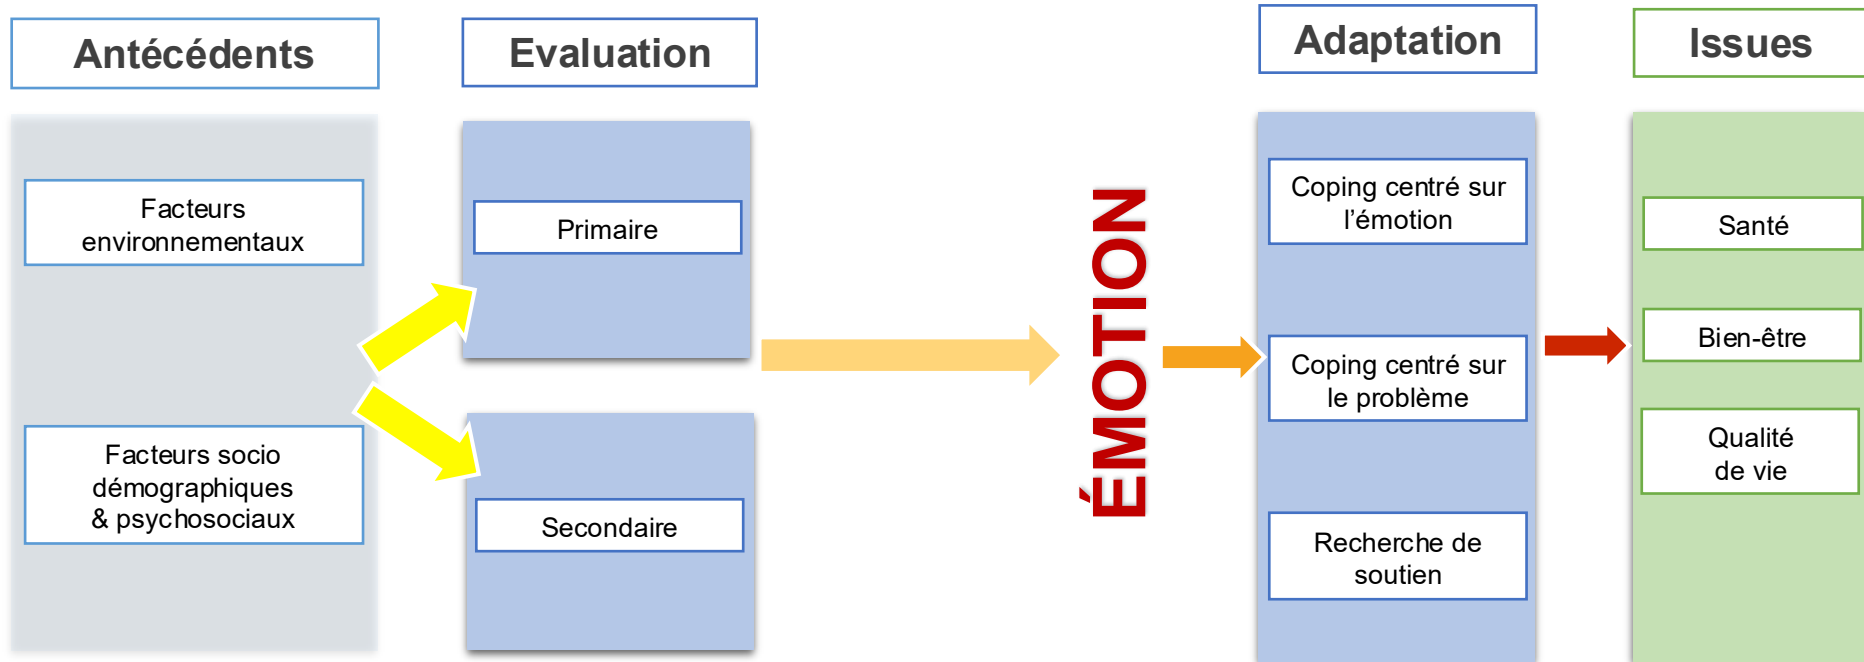 Antécédents
Evaluation
Adaptation
Issues
Facteurs
environnementaux
Facteurs socio
démographiques
& psychosociaux
Primaire
Secondaire
ÉMOTION
Coping centré sur
l'émotion
Coping centré sur
le problème
Recherche de
soutien
Santé
Bien-être
Qualité
de vie